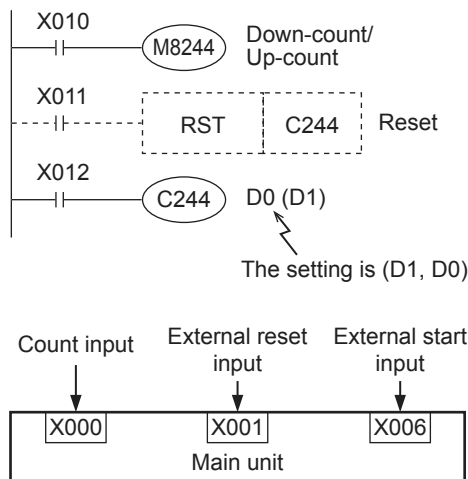 X010
M8244
Down-count/
Up-count
X011
RST
C244
Reset
X012
C244
D0 (D1)
The setting is (D1, D0)
Count input
External reset
input
External start
input
X000
X001
X006
Main unit